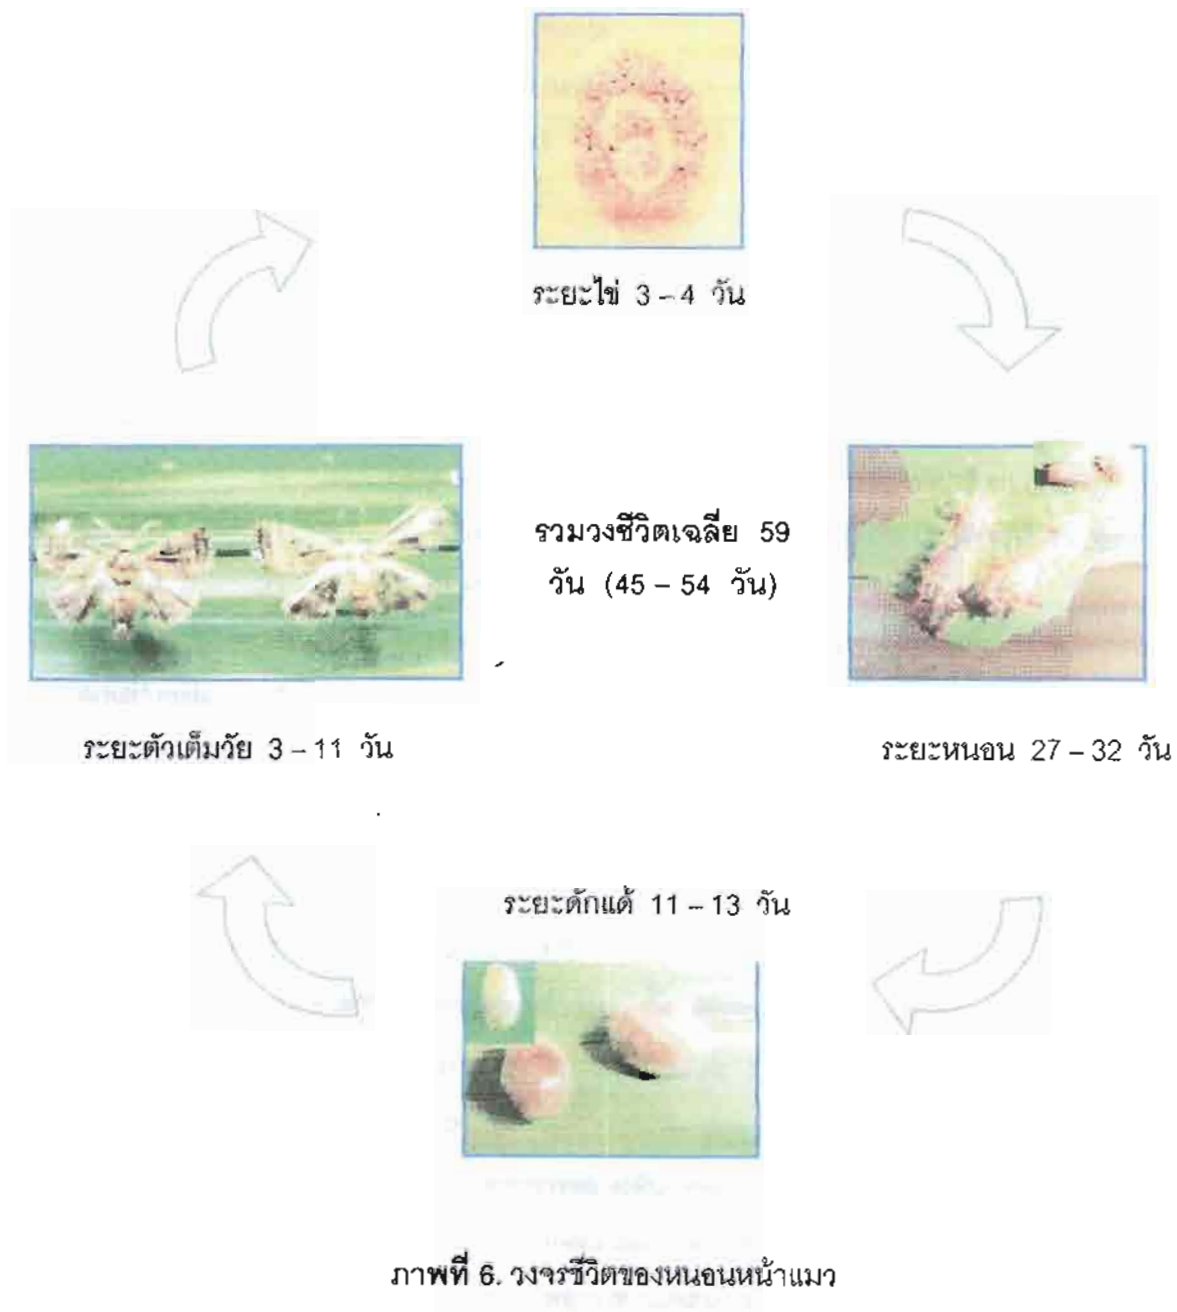 ระยะไข่ 3 – 4 วัน
รวมวงชีวิตเฉลี่ย 59
วัน (45 – 54 วัน)
ระยะตัวเต็มวัย 3 – 11 วัน
ระยะหนอน 27 – 32 วัน
ระยะดักแด้ 11 – 13 วัน
ภาพที่ 6. วงจรชีวิตของหนอนหน้าแมว